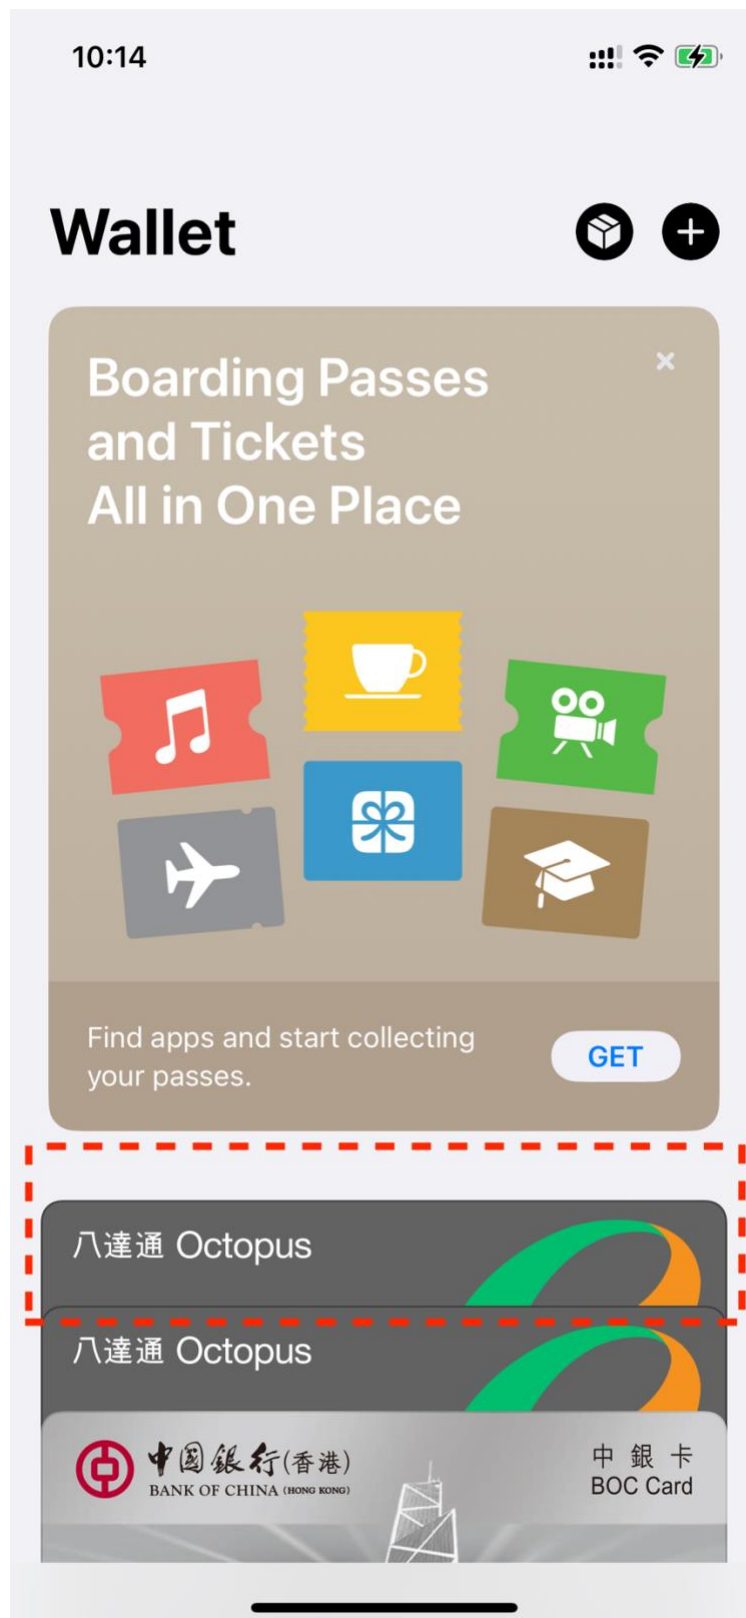 10:14
Wallet
Boarding Passes
and Tickets
All in One Place
Find apps and start collecting
your passes.
GET
八達通 Octopus
八達通 Octopus
中國銀行(香港)
BANK OF CHINA (HONG KONG)
中銀卡
BOC Card